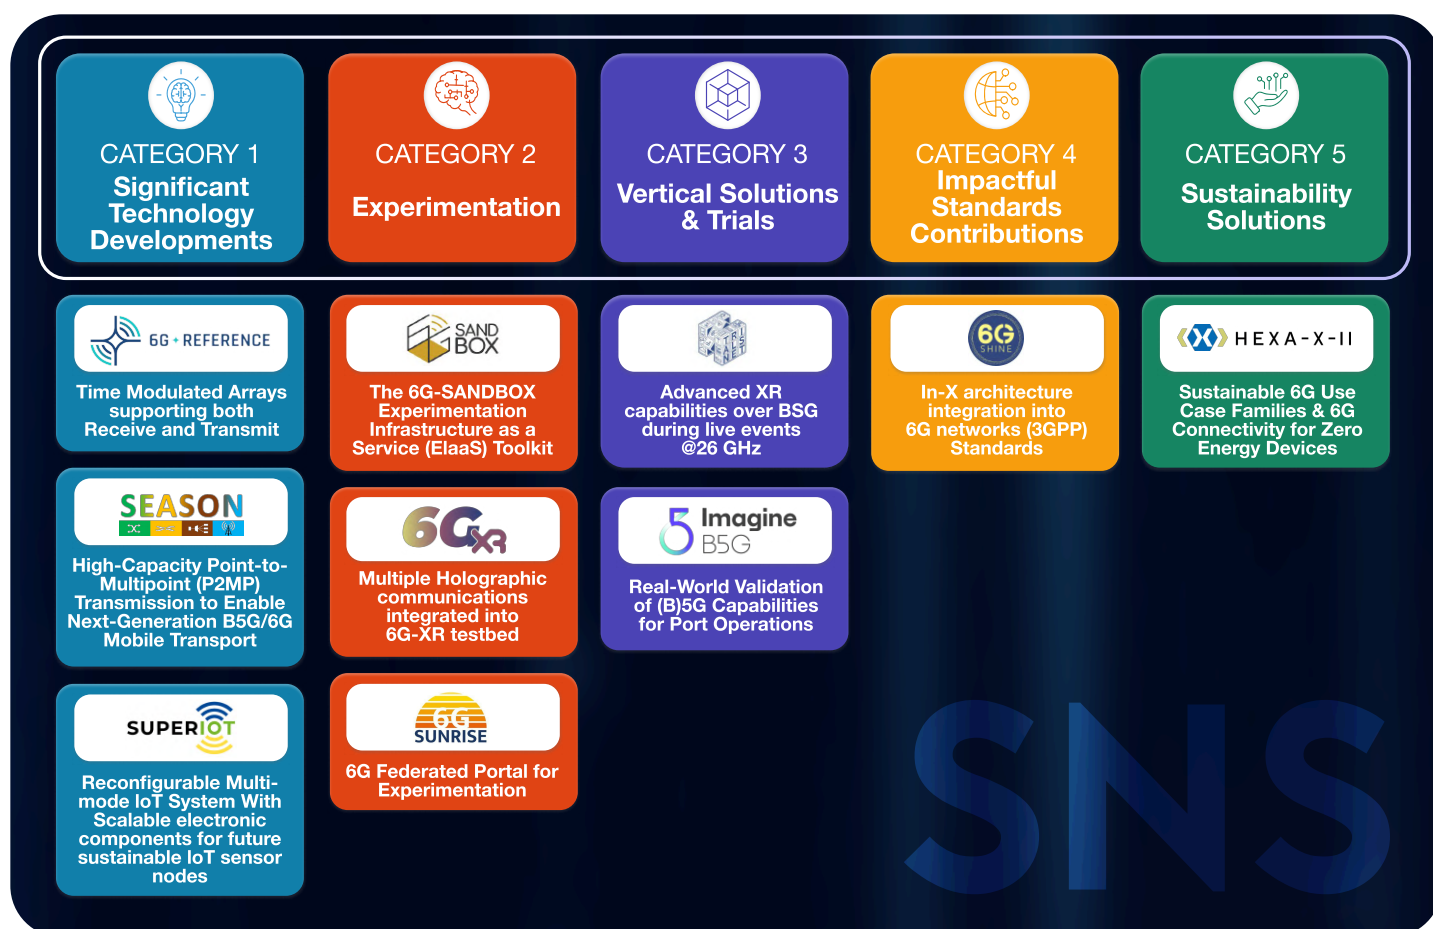 CATEGORY 1
Significant
Technology
Developments
CATEGORY 2
Experimentation
CATEGORY 3
Vertical Solutions
& Trials
CATEGORY 4
Impactful
Standards
Contributions
CATEGORY 5
Sustainability
Solutions
6G REFERENCE
Time Modulated Arrays
supporting both
Receive and Transmit
SEASON
High-Capacity Point-to-
Multipoint (P2MP)
Transmission to Enable
Next-Generation B5G/6G
Mobile Transport
SUPERIOT
Reconfigurable Multi-
mode IoT System With
Scalable electronic
components for future
sustainable IoT sensor
nodes
SAND
BOX
The 6G-SANDBOX
Experimentation
Infrastructure as a
Service (ElaaS) Toolkit
6G XR
Multiple Holographic
communications
integrated into
6G-XR testbed
6G
SUNRISE
6G Federated Portal for
Experimentation
Advanced XR
capabilities over BSG
during live events
@26 GHz
5 Imagine
B5G
Real-World Validation
of (B)5G Capabilities
for Port Operations
6G
SHINE
In-X architecture
integration into
6G networks (3GPP)
Standards
X HEXA-X-II
Sustainable 6G Use
Case Families & 6G
Connectivity for Zero
Energy Devices
SNS